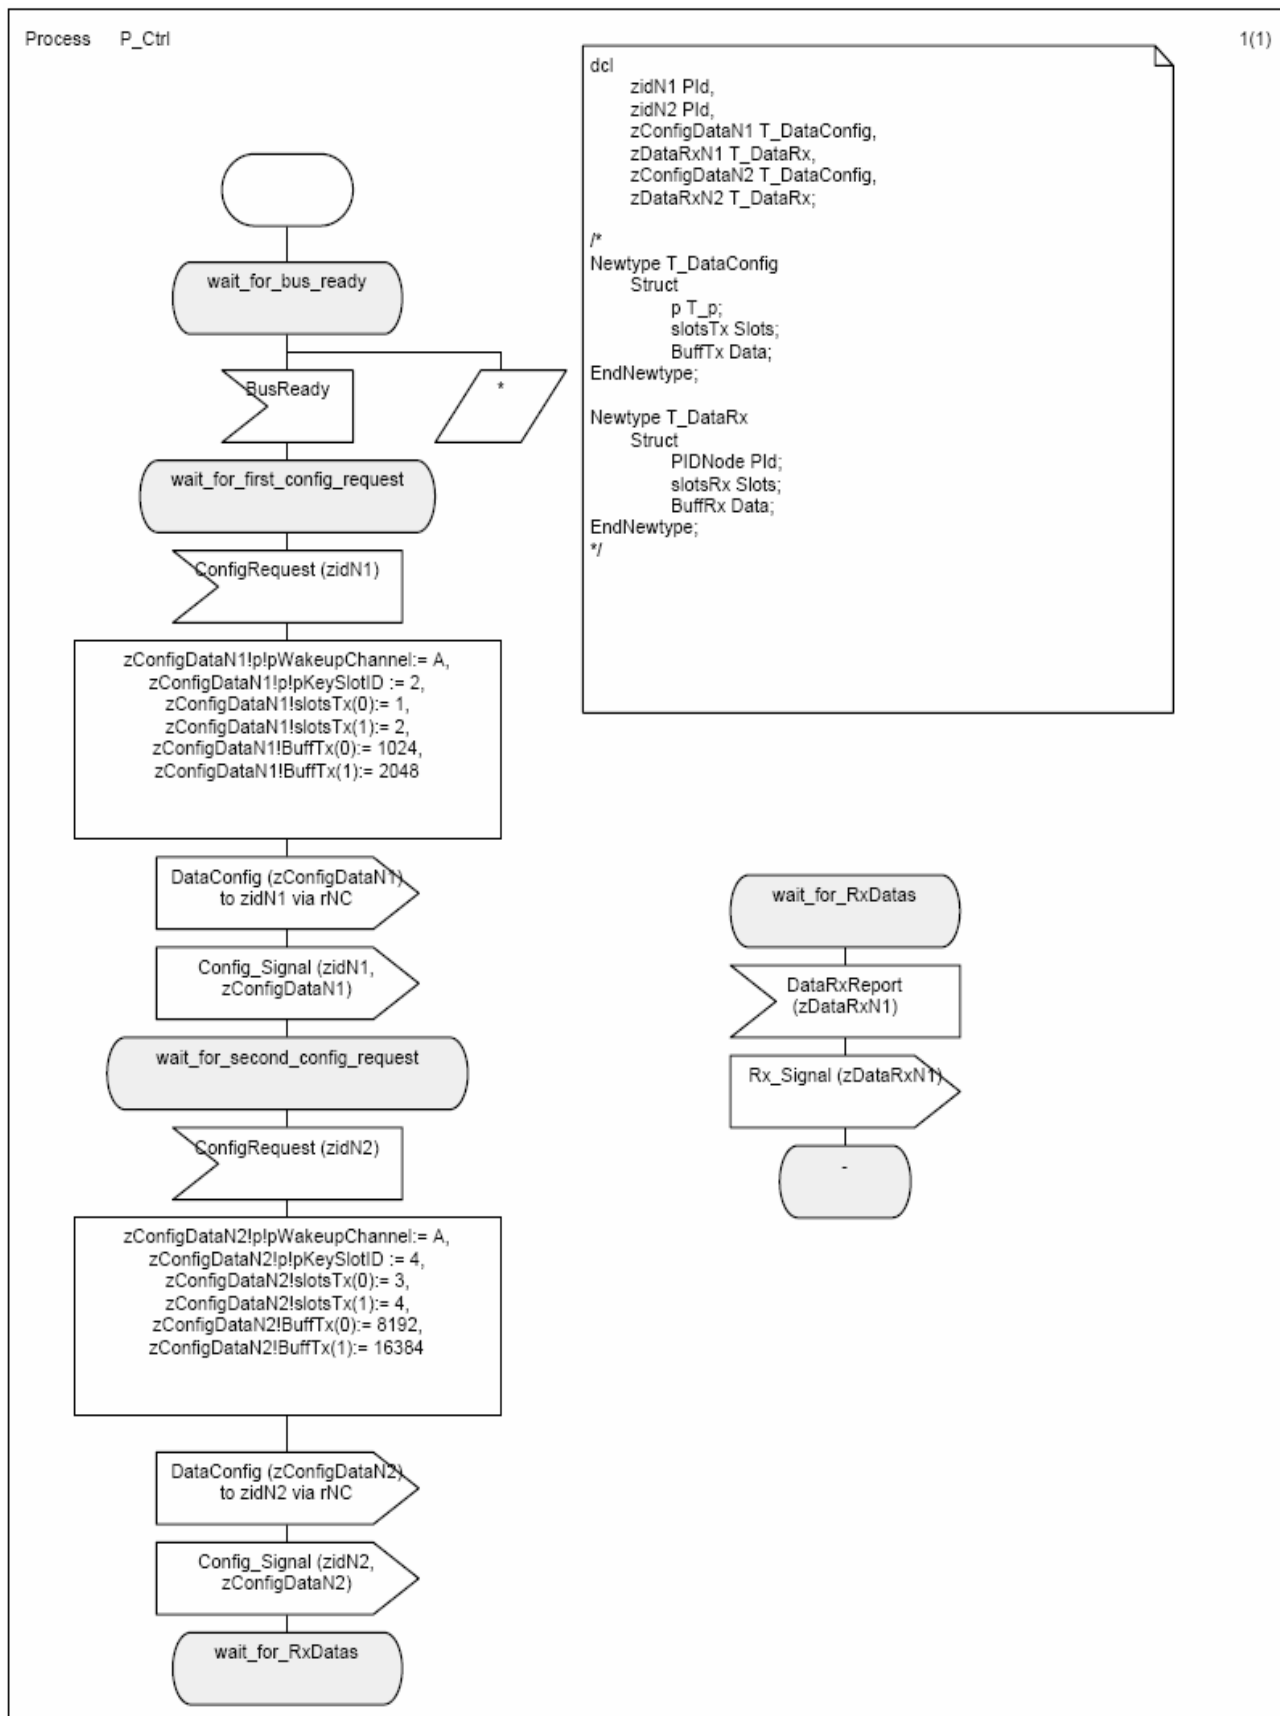 Process P_Ctrl
1(1)
dcl
zidN1 PId,
zidN2 PId,
zConfigDataN1 T_DataConfig,
zDataRxN1 T_DataRx,
zConfigDataN2 T_DataConfig,
zDataRxN2 T_DataRx;
/*
Newtype T_DataConfig
Struct
p T_p;
slotsTx Slots;
BuffTx Data;
EndNewtype;
Newtype T_DataRx
Struct
PIDNode PId;
slotsRx Slots;
BuffRx Data;
EndNewtype;
*/
wait_for_bus_ready
BusReady
*
wait_for_first_config_request
ConfigRequest (zidN1)
zConfigDataN1!p!pWakeupChannel:= A,
zConfigDataN1!p!pKeySlotID := 2,
zConfigDataN1!slotsTx(0):= 1,
zConfigDataN1!slotsTx(1):= 2,
zConfigDataN1!BuffTx(0):= 1024,
zConfigDataN1!BuffTx(1):= 2048
DataConfig (zConfigDataN1)
to zidN1 via rNC
Config_Signal (zidN1,
zConfigDataN1)
wait_for_second_config_request
ConfigRequest (zidN2)
zConfigDataN2!p!pWakeupChannel:= A,
zConfigDataN2!p!pKeySlotID := 4,
zConfigDataN2!slotsTx(0):= 3,
zConfigDataN2!slotsTx(1):= 4,
zConfigDataN2!BuffTx(0):= 8192,
zConfigDataN2!BuffTx(1):= 16384
DataConfig (zConfigDataN2)
to zidN2 via rNC
Config_Signal (zidN2,
zConfigDataN2)
wait_for_RxDatas
wait_for_RxDatas
DataRxReport
(zDataRxN1)
Rx_Signal (zDataRxN1)
-